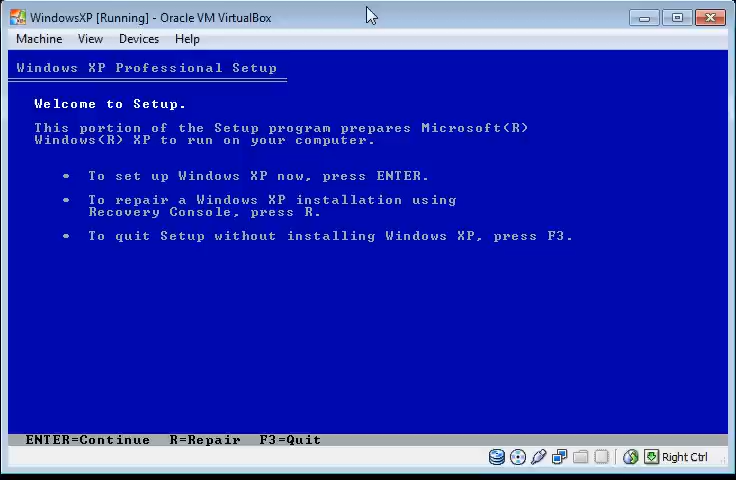 WindowsXP [Running] - Oracle VM VirtualBox
Machine View Devices Help
Windows XP Professional Setup
Welcome to Setup.
This portion of the Setup program prepares Microsoft(R)
Windows(R) XP to run on your computer.
• To set up Windows XP now, press ENTER.
• To repair a Windows XP installation using
Recovery Console, press R.
• To quit Setup without installing Windows XP, press F3.
ENTER=Continue R=Repair F3=Quit
Right Ctrl